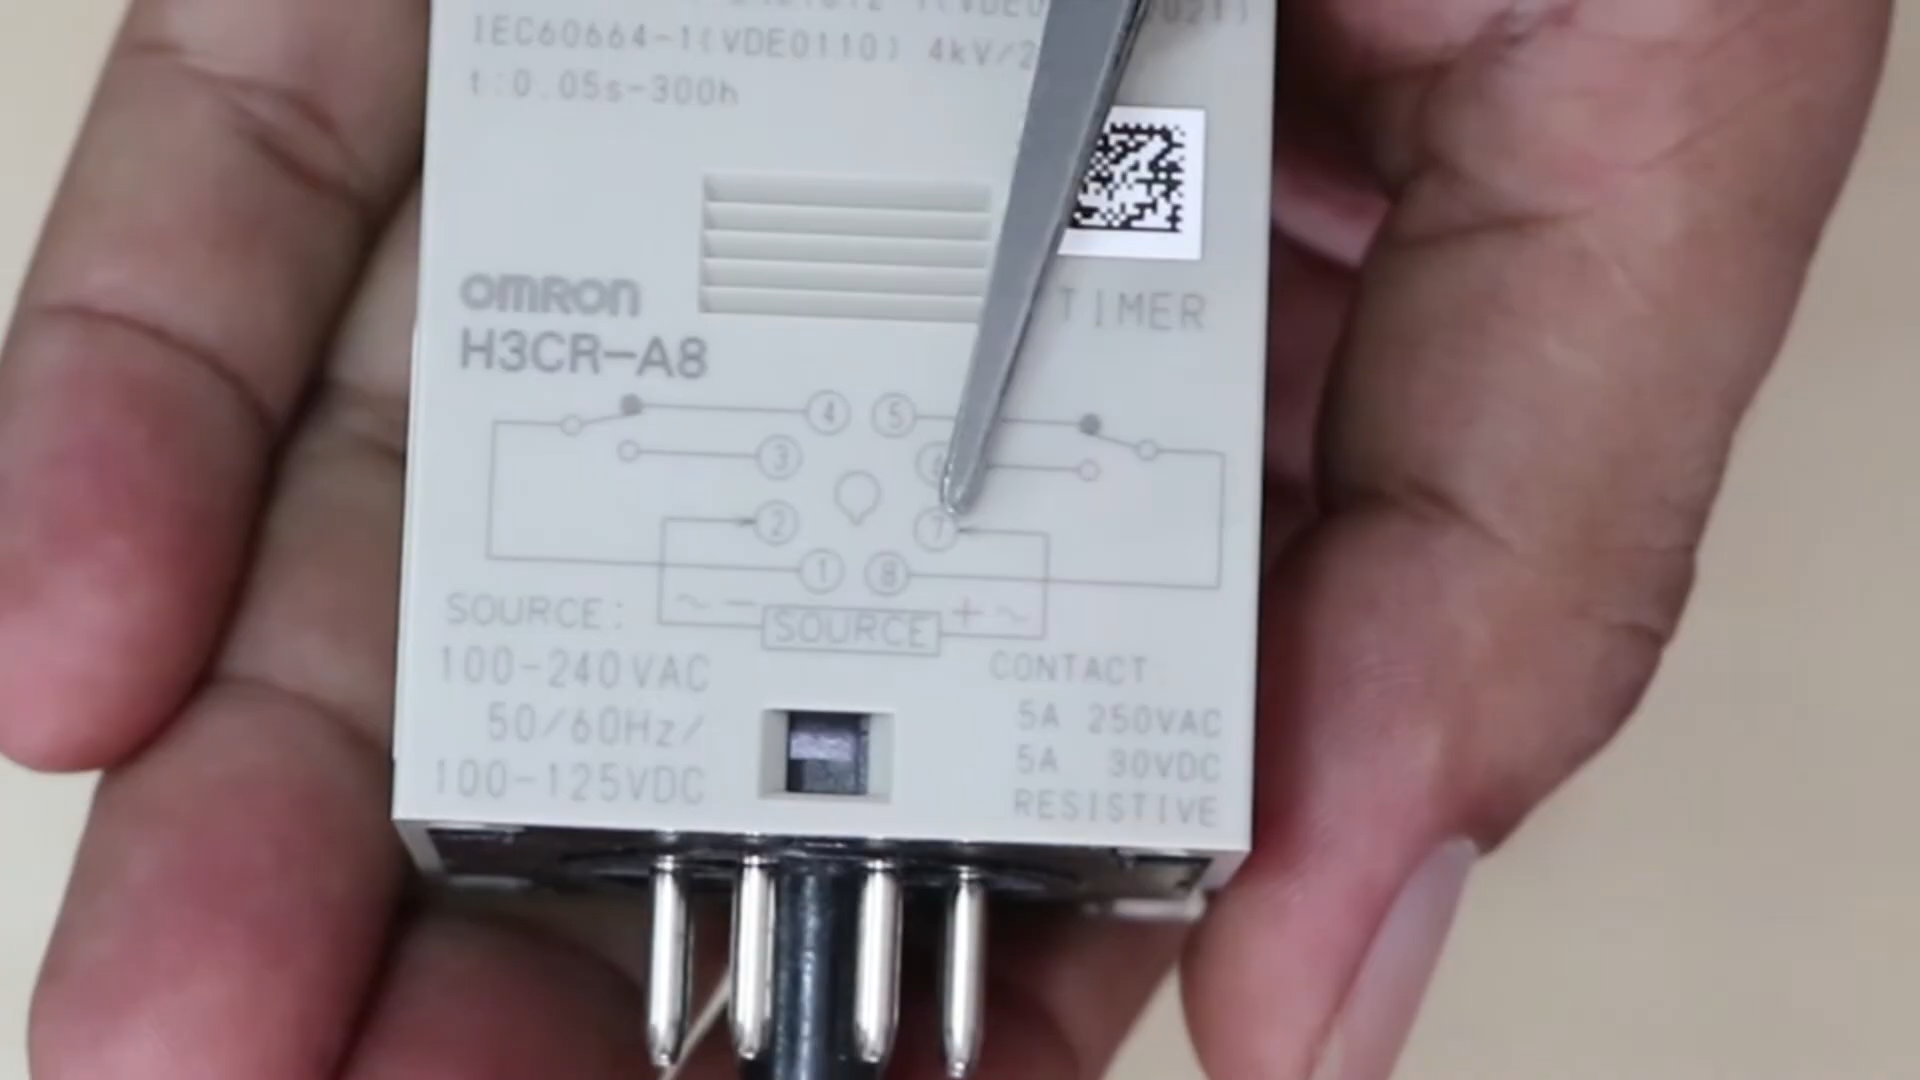 IEC60664-1(VDE0110) 4kV/2
t:0.05s-300h
omron
TIMER
H3CR-A8
4 5
3 6
2 7
1 8
~ − SOURCE + ~
SOURCE:
100-240VAC
50/60Hz/
100-125VDC
CONTACT:
5A 250VAC
5A 30VDC
RESISTIVE